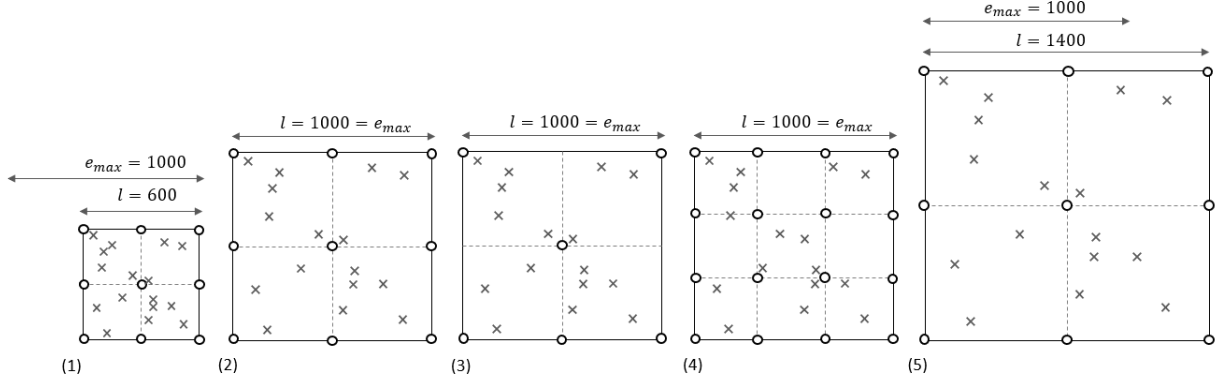 e_max = 1000
l = 600
(1)
l = 1000 = e_max
(2)
l = 1000 = e_max
(3)
l = 1000 = e_max
(4)
e_max = 1000
l = 1400
(5)